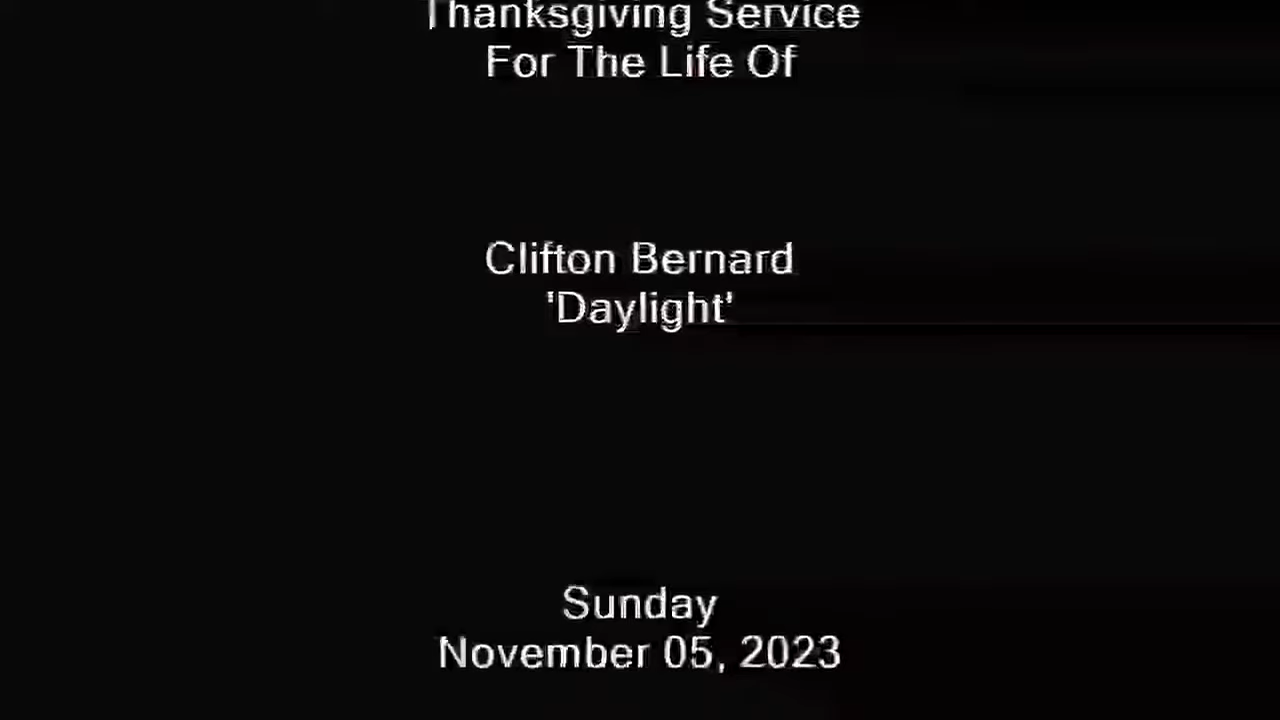 Thanksgiving Service
For The Life Of
Clifton Bernard
'Daylight'
Sunday
November 05, 2023